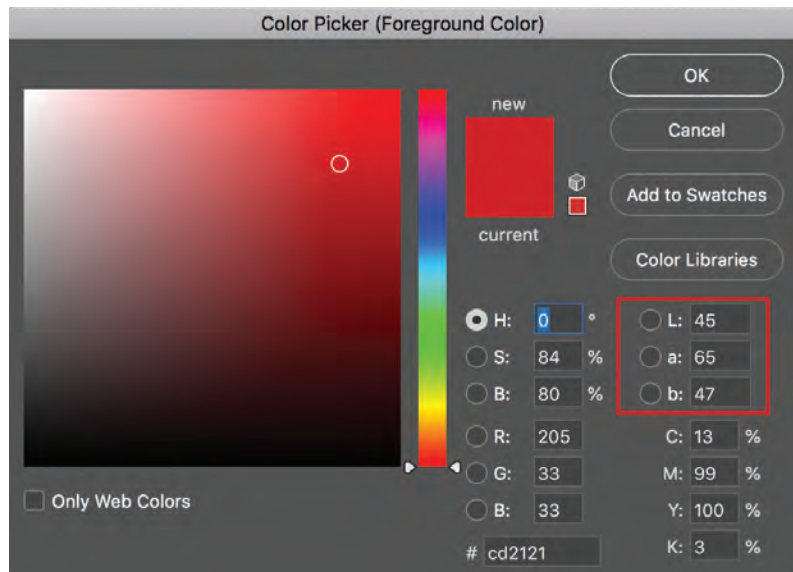 Color Picker (Foreground Color)
new
current
OK
Cancel
Add to Swatches
Color Libraries
H: 0 °
S: 84 %
B: 80 %
R: 205
G: 33
B: 33
# cd2121
L: 45
a: 65
b: 47
C: 13 %
M: 99 %
Y: 100 %
K: 3 %
Only Web Colors